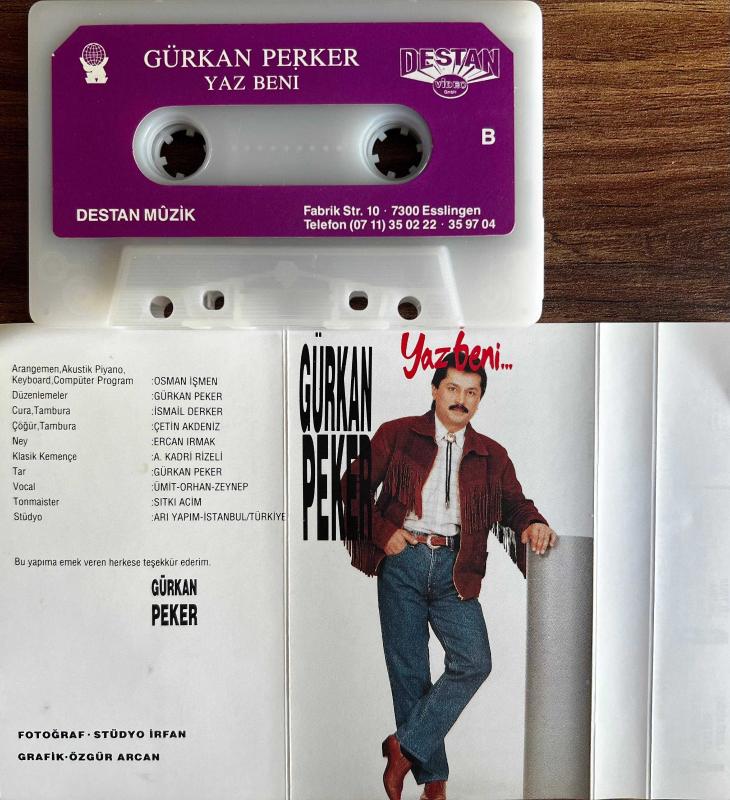 GÜRKAN PERKER
YAZ BENI
DESTAN
VİDEO
GmbH
B
DESTAN MÛZİK
Fabrik Str. 10 · 7300 Esslingen
Telefon (07 11) 35 02 22 · 35 97 04
Arangemen,Akustik Piyano,
Keyboard,Compüter Program :OSMAN İŞMEN
Düzenlemeler :GÜRKAN PEKER
Cura,Tambura :İSMAİL DERKER
Çöğür,Tambura :ÇETİN AKDENİZ
Ney :ERCAN IRMAK
Klasik Kemençe :A. KADRİ RİZELİ
Tar :GÜRKAN PEKER
Vocal :ÜMİT-ORHAN-ZEYNEP
Tonmaister :SITKI ACİM
Stüdyo :ARI YAPIM-İSTANBUL/TÜRKİYE
Bu yapıma emek veren herkese teşekkür ederim.
GÜRKAN
PEKER
FOTOĞRAF · STÜDYO İRFAN
GRAFİK·ÖZGÜR ARCAN
Yaz beni...
GÜRKAN
PEKER